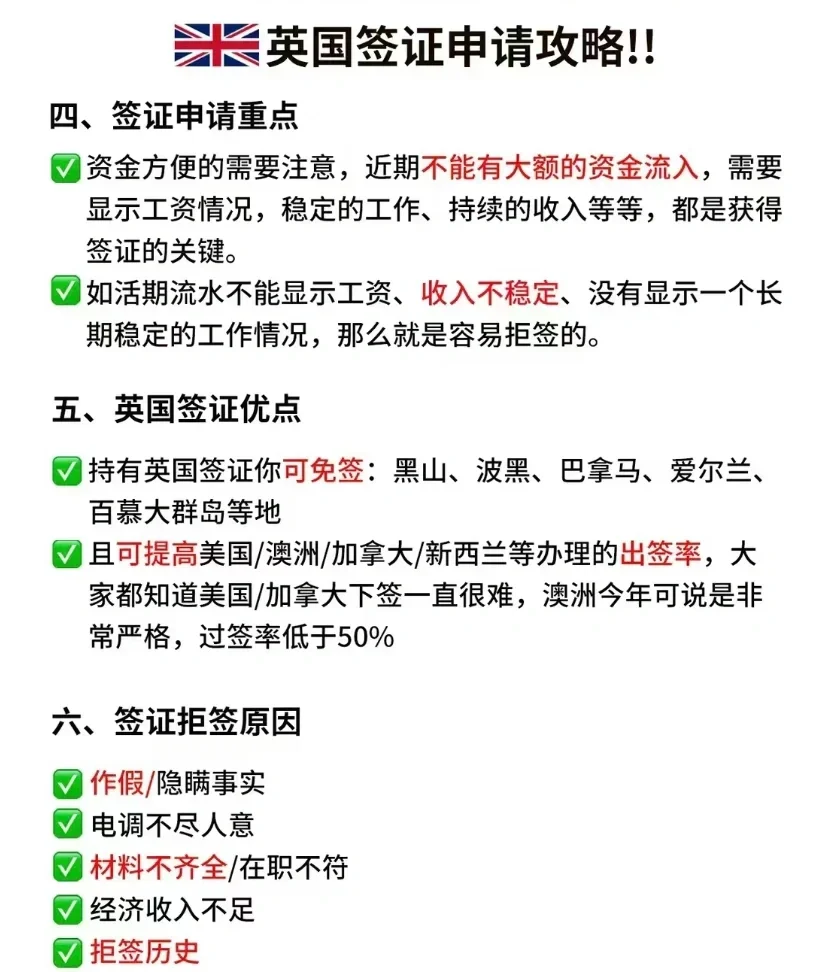 英国签证申请攻略!!
四、签证申请重点
资金方便的需要注意，近期不能有大额的资金流入，需要
显示工资情况，稳定的工作、持续的收入等等，都是获得
签证的关键。
如活期流水不能显示工资、收入不稳定、没有显示一个长
期稳定的工作情况，那么就是容易拒签的。
五、英国签证优点
持有英国签证你可免签：黑山、波黑、巴拿马、爱尔兰、
百慕大群岛等地
且可提高美国/澳洲/加拿大/新西兰等办理的出签率，大
家都知道美国/加拿大下签一直很难，澳洲今年可说是非
常严格，过签率低于50%
六、签证拒签原因
作假/隐瞒事实
电调不尽人意
材料不齐全/在职不符
经济收入不足
拒签历史